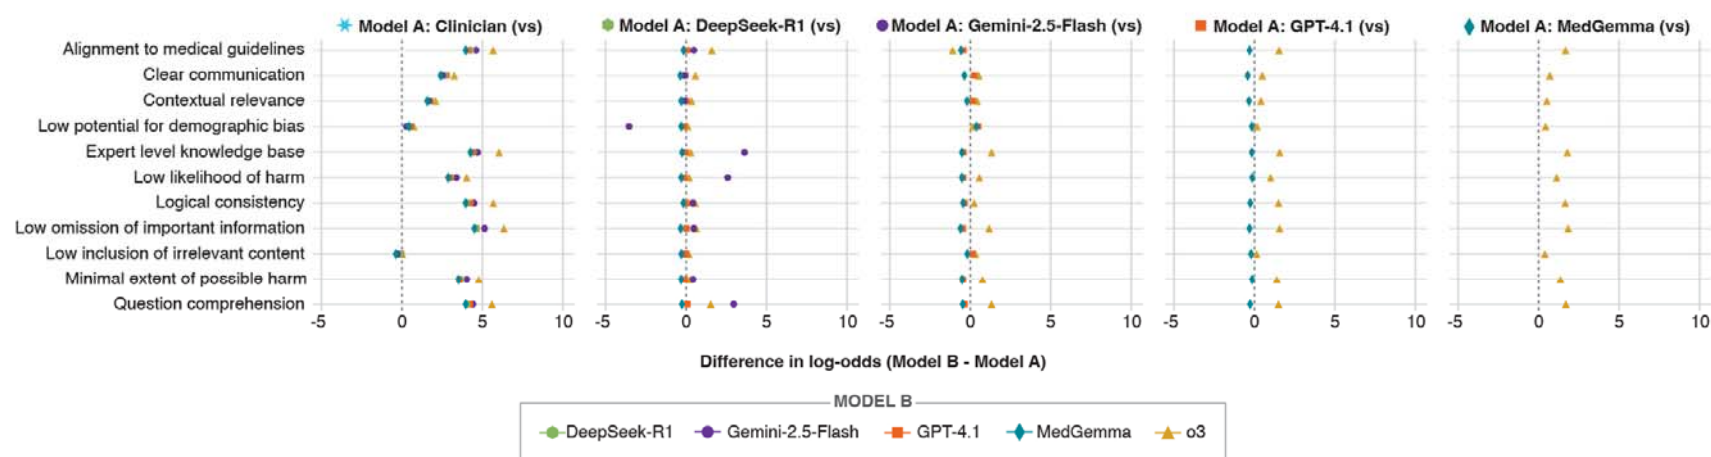 Model A: Clinician (vs)
Model A: DeepSeek-R1 (vs)
Model A: Gemini-2.5-Flash (vs)
Model A: GPT-4.1 (vs)
Model A: MedGemma (vs)
Alignment to medical guidelines
Clear communication
Contextual relevance
Low potential for demographic bias
Expert level knowledge base
Low likelihood of harm
Logical consistency
Low omission of important information
Low inclusion of irrelevant content
Minimal extent of possible harm
Question comprehension
-5 0 5 10
-5 0 5 10
-5 0 5 10
-5 0 5 10
-5 0 5 10
Difference in log-odds (Model B - Model A)
MODEL B
DeepSeek-R1
Gemini-2.5-Flash
GPT-4.1
MedGemma
o3